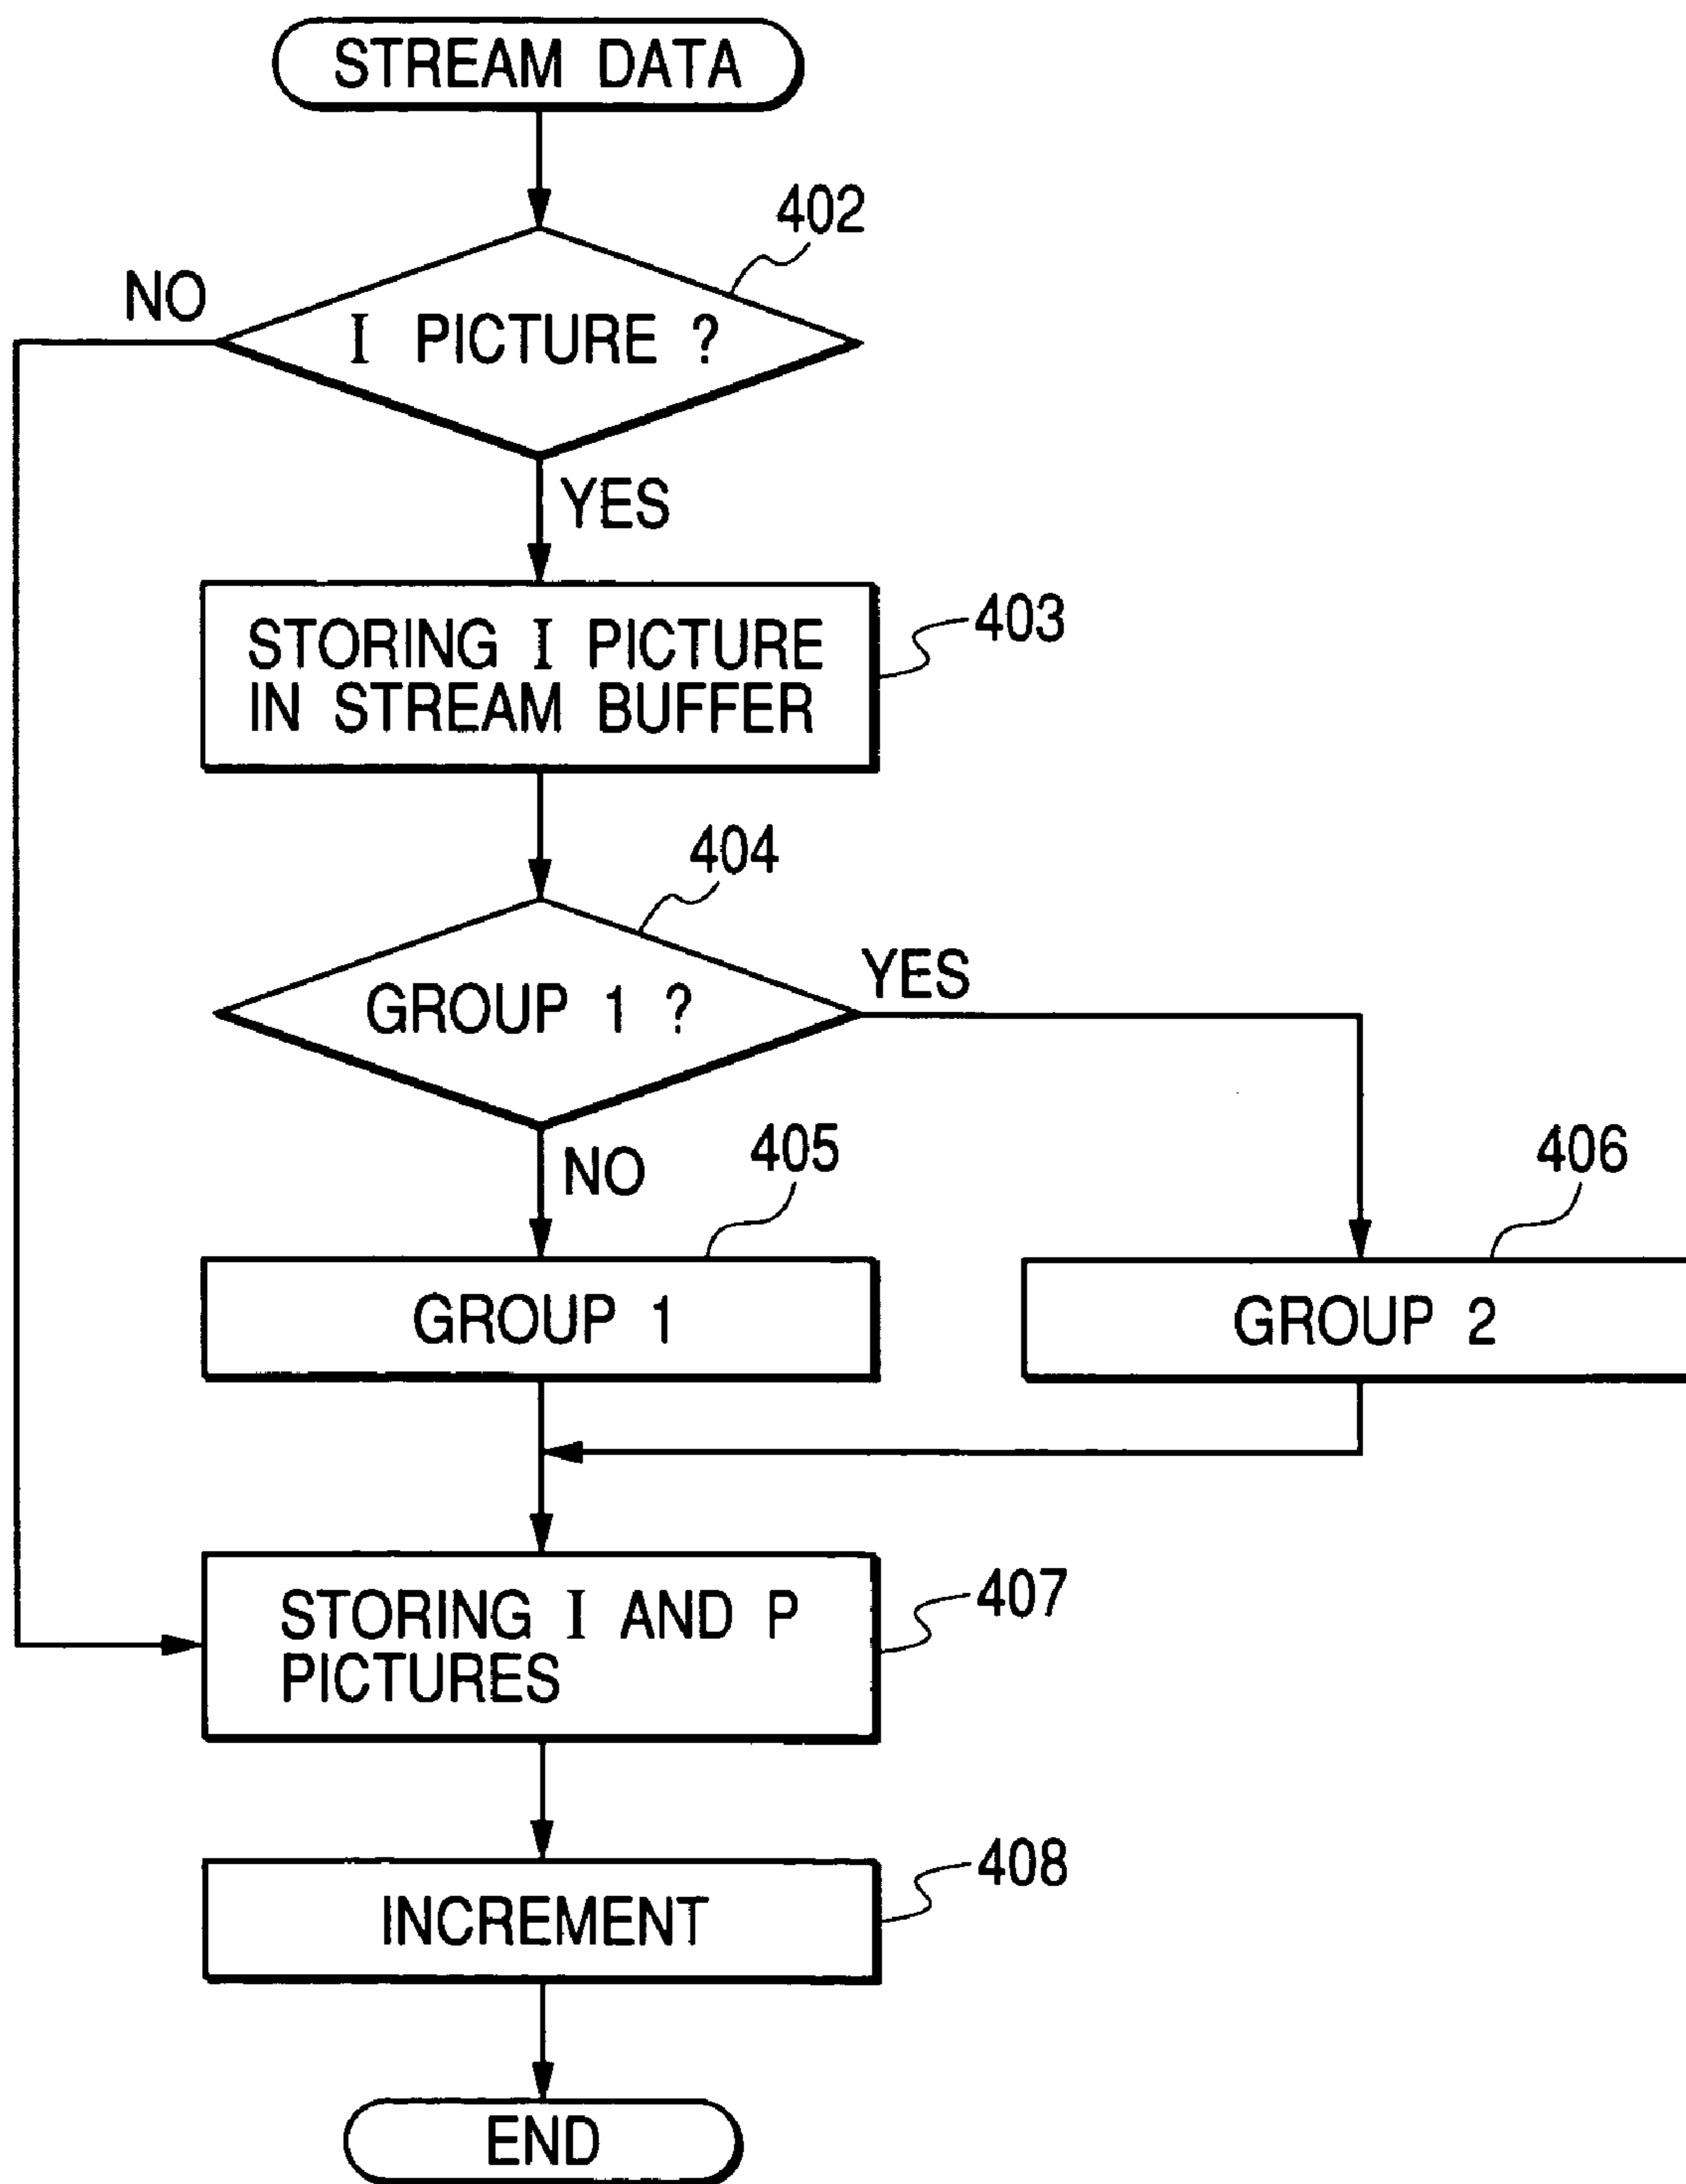 STREAM DATA
402
NO
I PICTURE ?
YES
STORING I PICTURE
IN STREAM BUFFER
403
404
GROUP 1 ?
YES
NO
405
406
GROUP 1
GROUP 2
STORING I AND P
PICTURES
407
408
INCREMENT
END